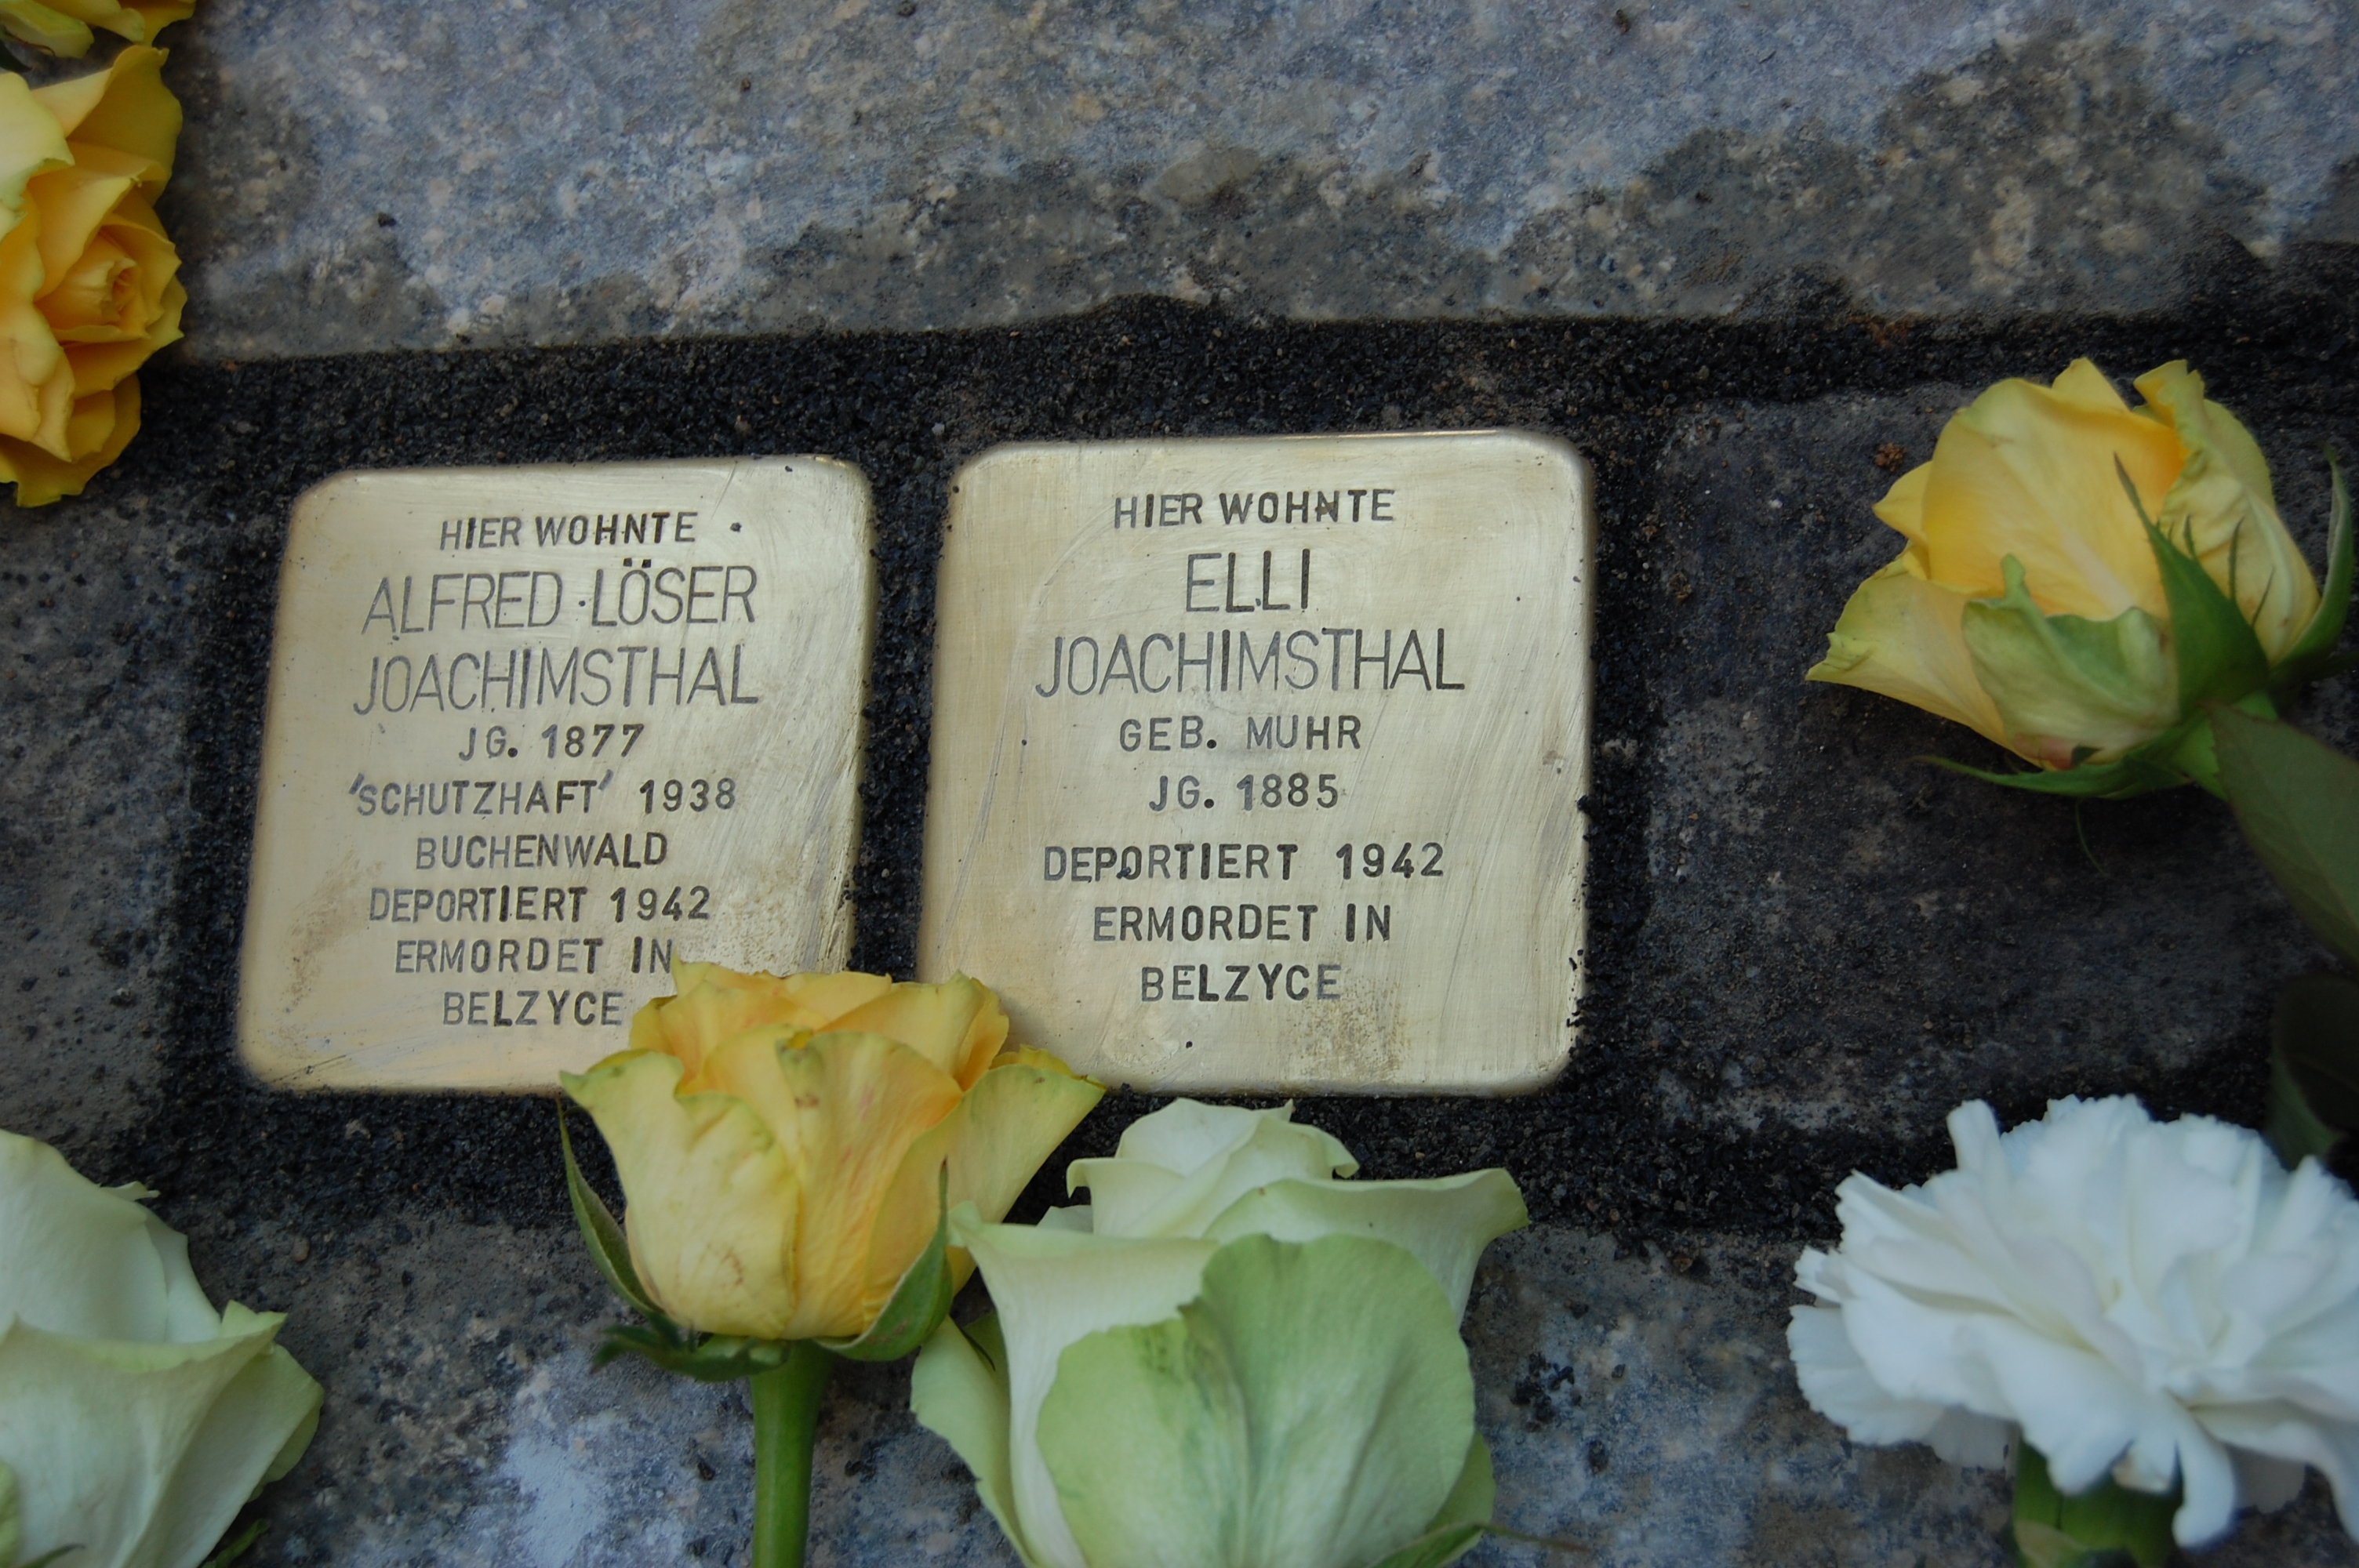 HIER WOHNTE
ALFRED LÖSER
JOACHIMSTHAL
JG. 1877
'SCHUTZHAFT' 1938
BUCHENWALD
DEPORTIERT 1942
ERMORDET IN
BELZYCE
HIER WOHNTE
ELLI
JOACHIMSTHAL
GEB. MUHR
JG. 1885
DEPORTIERT 1942
ERMORDET IN
BELZYCE